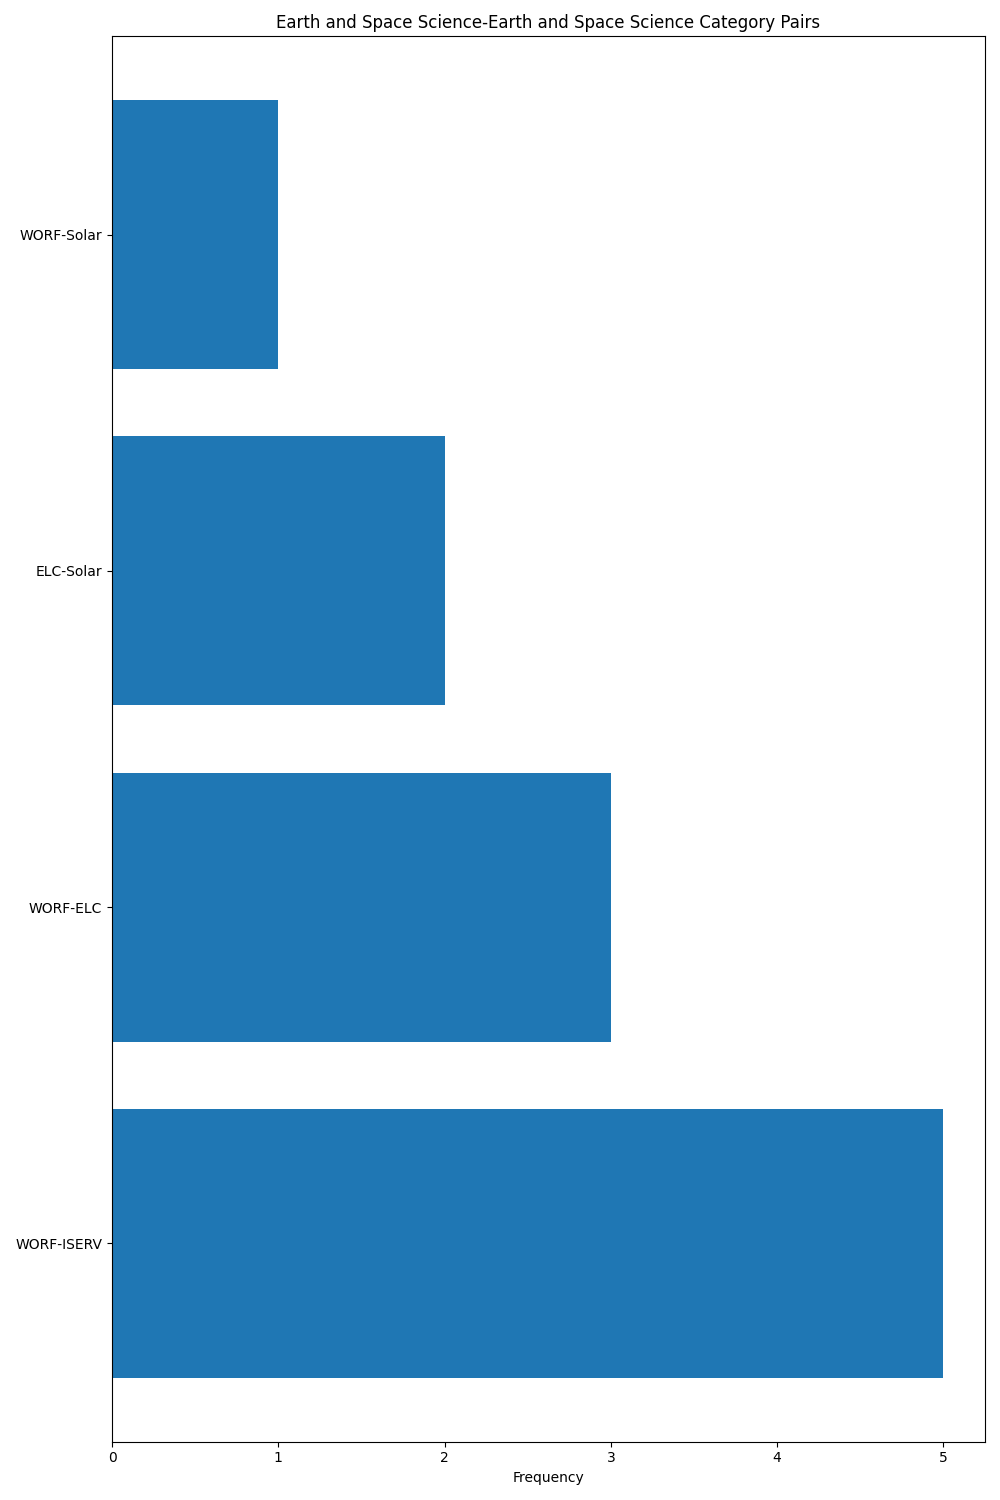 Earth and Space Science-Earth and Space Science Category Pairs
WORF-Solar
ELC-Solar
WORF-ELC
WORF-ISERV
0 1 2 3 4 5
Frequency